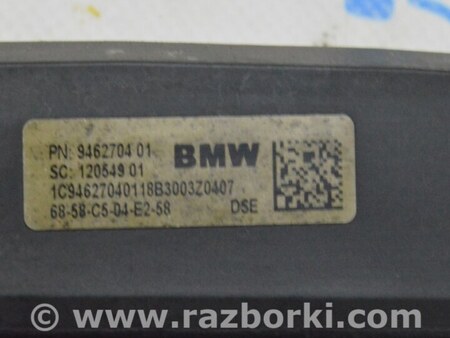 PN: 9462704 01 BMW
SC: 120549 01
1C94627040118B3003Z0407
68-58-C5-04-E2-58 DSE
© www.razborki.com